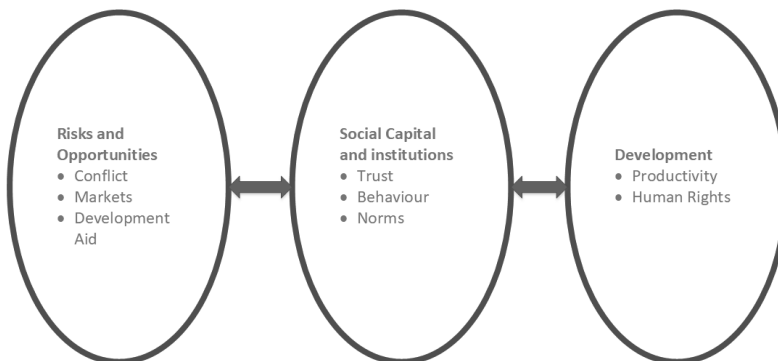 Risks and
Opportunities
● Conflict
● Markets
● Development
Aid
Social Capital
and institutions
● Trust
● Behaviour
● Norms
Development
● Productivity
● Human Rights